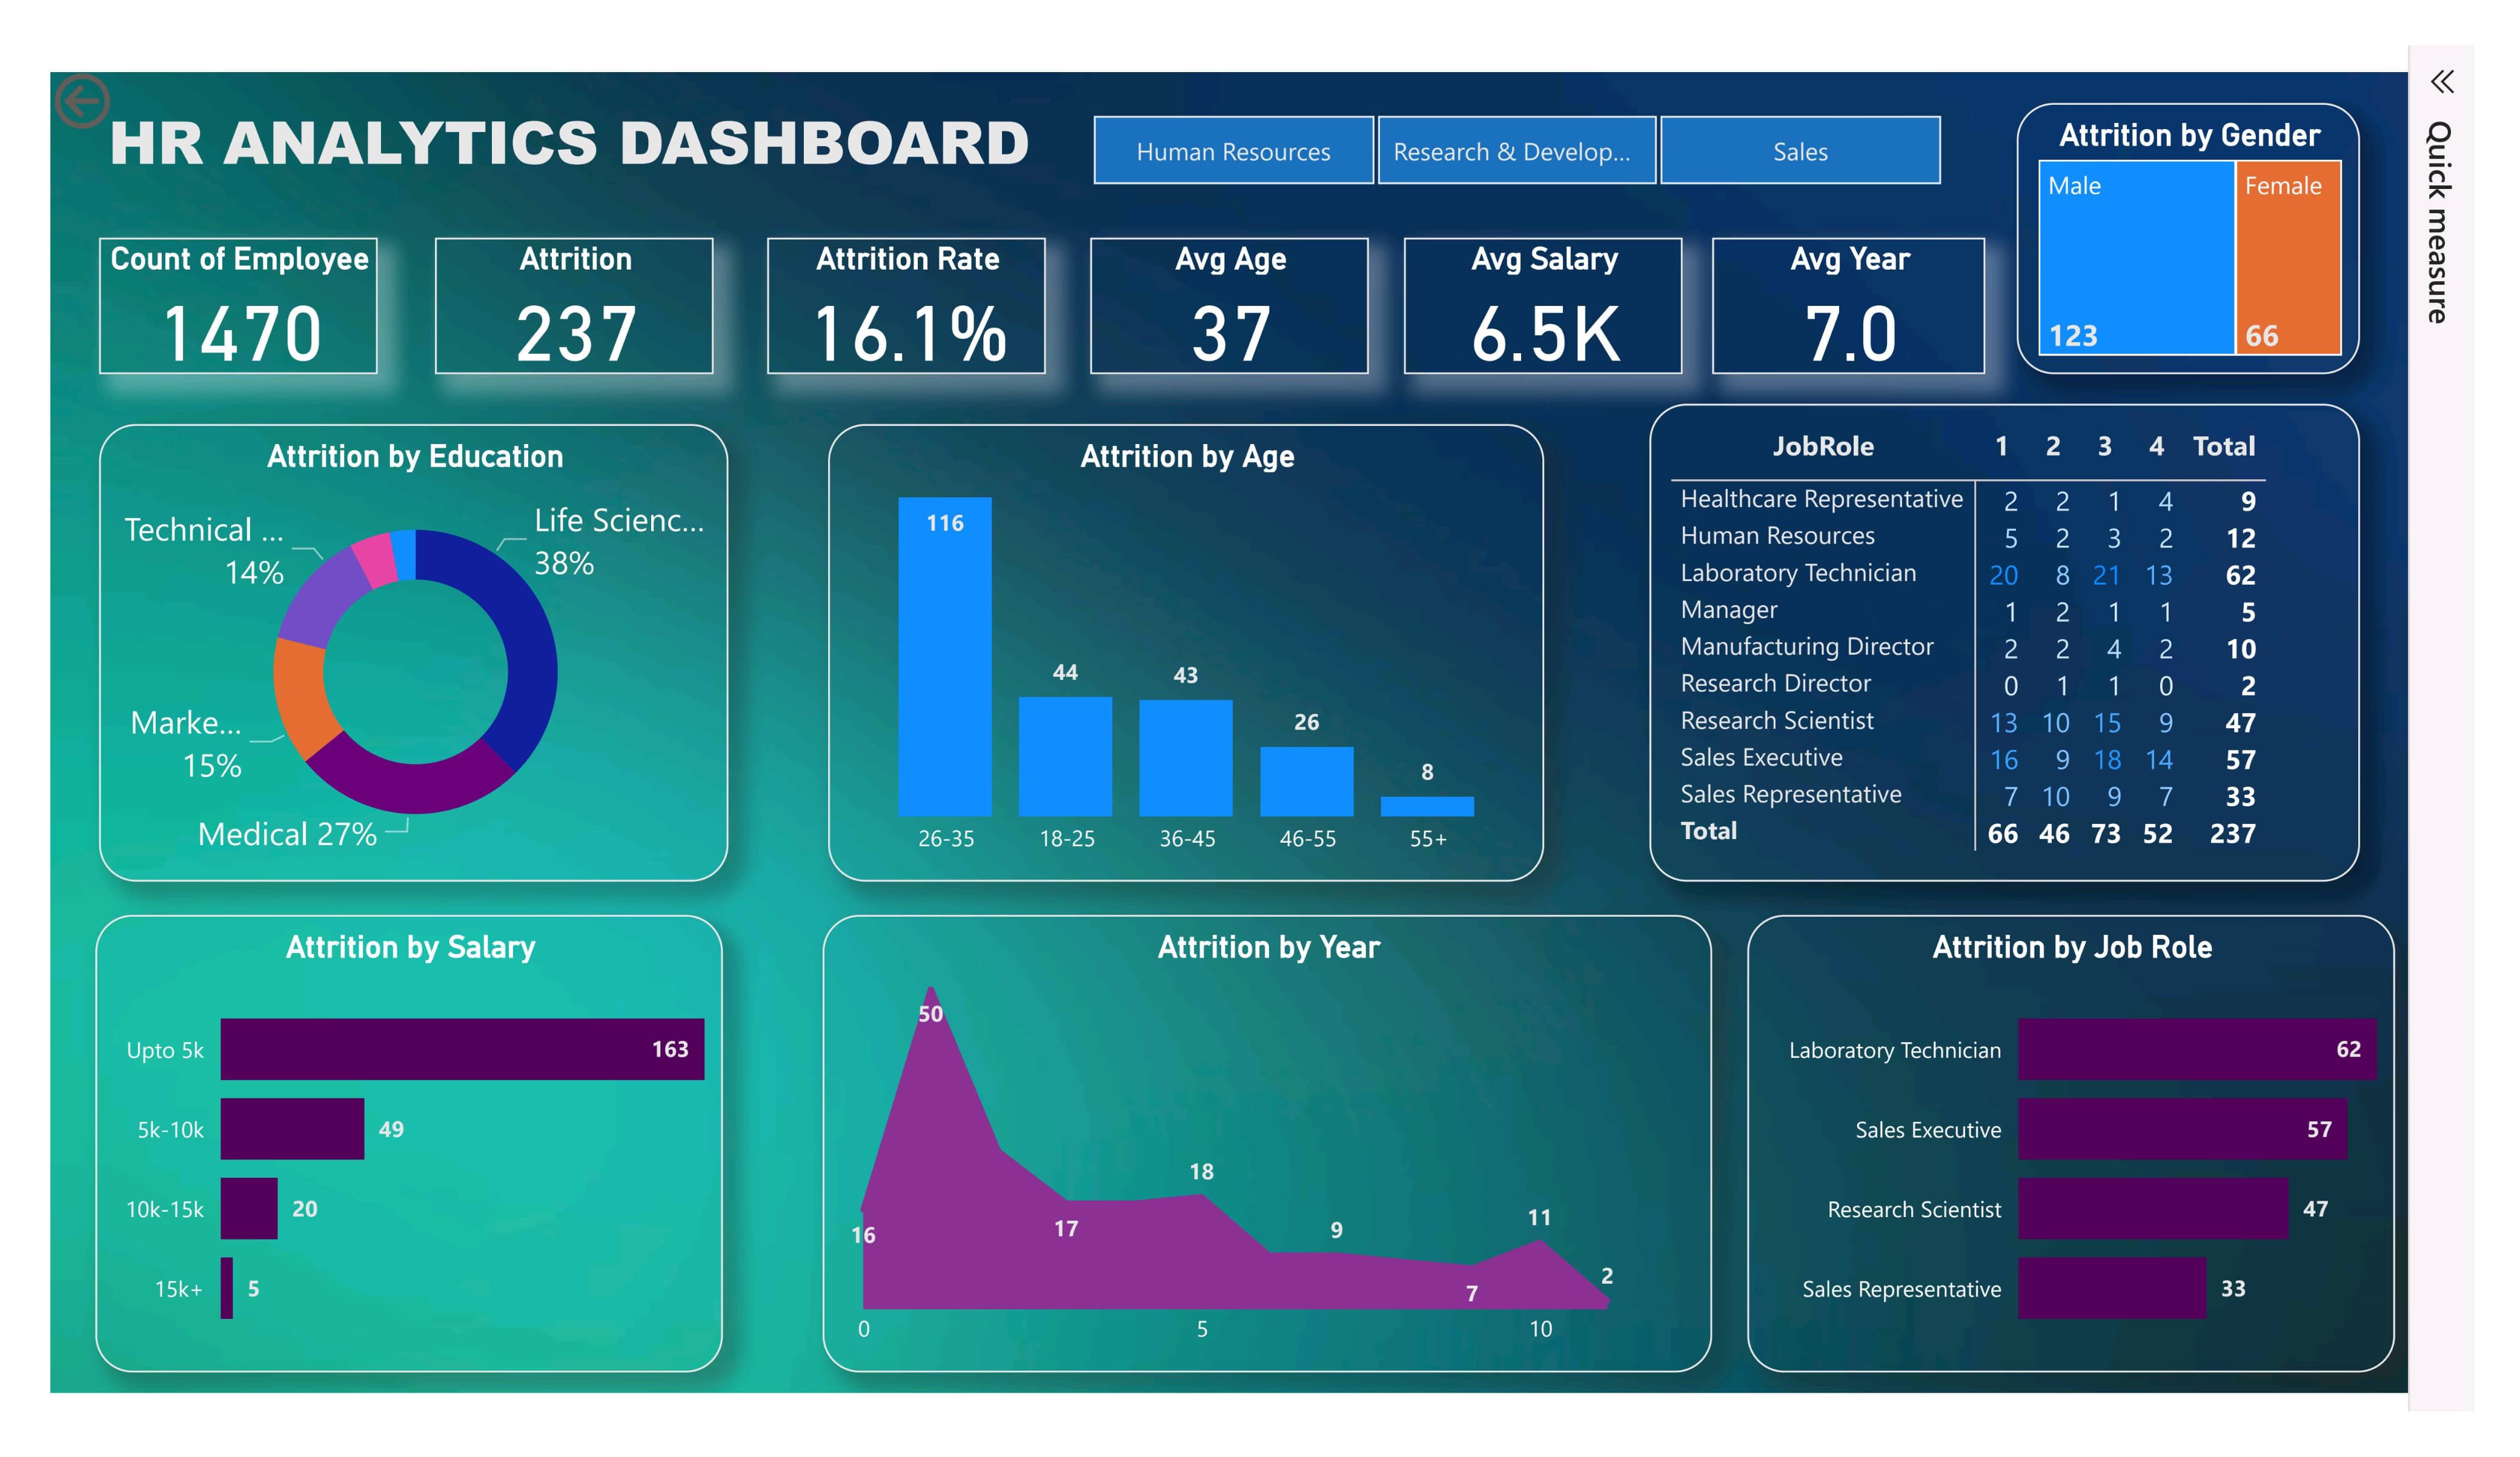 HR ANALYTICS DASHBOARD
Human Resources
Research & Develop...
Sales
Attrition by Gender
Male
Female
123
66
Quick measure
Count of Employee
1470
Attrition
237
Attrition Rate
16.1%
Avg Age
37
Avg Salary
6.5K
Avg Year
7.0
Attrition by Education
Technical ...
14%
Life Scienc...
38%
Marke...
15%
Medical 27%
Attrition by Age
116
44
43
26
8
26-35 18-25 36-45 46-55 55+
JobRole 1 2 3 4 Total
Healthcare Representative 2 2 1 4 9
Human Resources 5 2 3 2 12
Laboratory Technician 20 8 21 13 62
Manager 1 2 1 1 5
Manufacturing Director 2 2 4 2 10
Research Director 0 1 1 0 2
Research Scientist 13 10 15 9 47
Sales Executive 16 9 18 14 57
Sales Representative 7 10 9 7 33
Total 66 46 73 52 237
Attrition by Salary
Upto 5k 163
5k-10k 49
10k-15k 20
15k+ 5
Attrition by Year
50
16
17
18
9
7
11
2
0 5 10
Attrition by Job Role
Laboratory Technician 62
Sales Executive 57
Research Scientist 47
Sales Representative 33